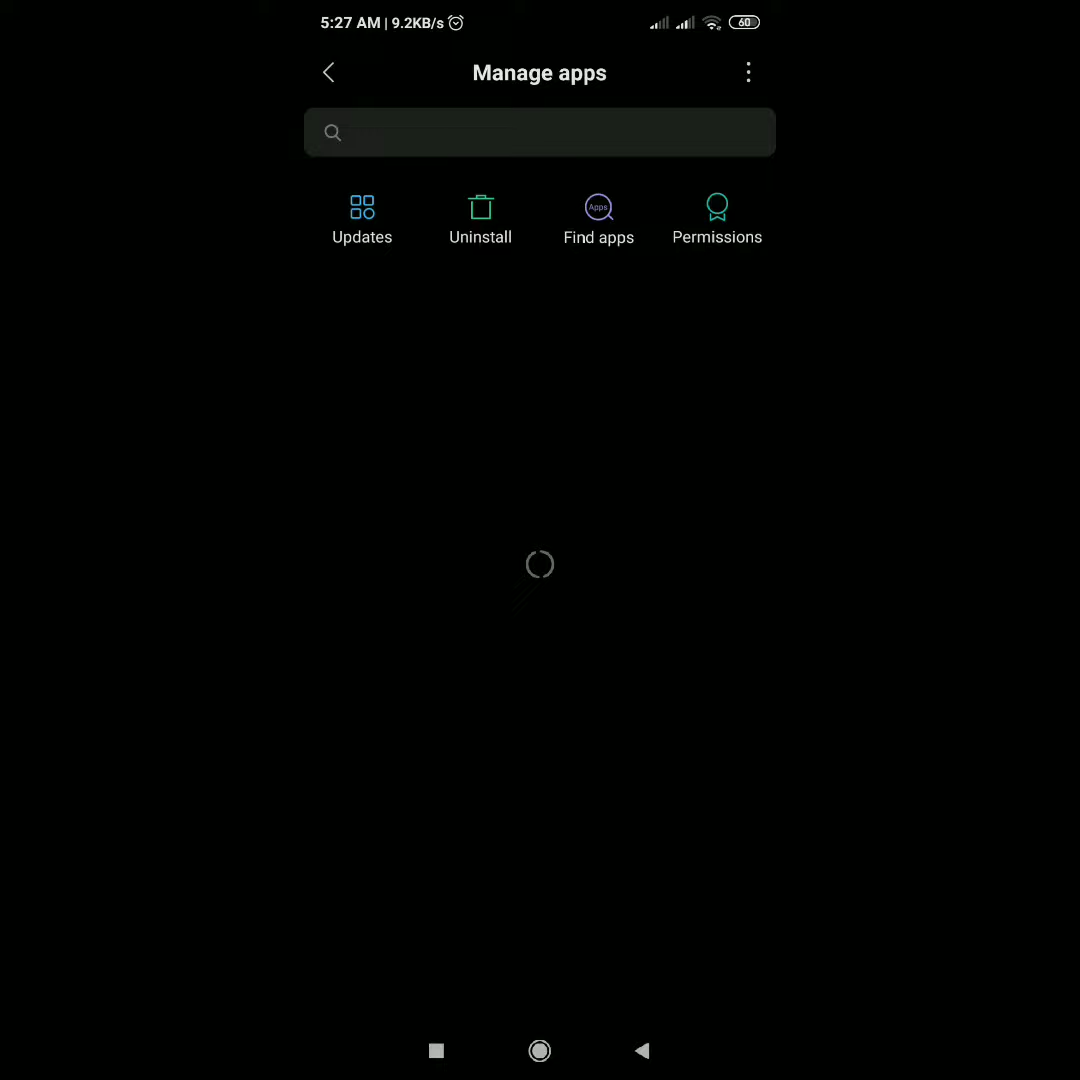 5:27 AM | 9.2KB/s 60
Manage apps
Updates Uninstall Apps Find apps Permissions